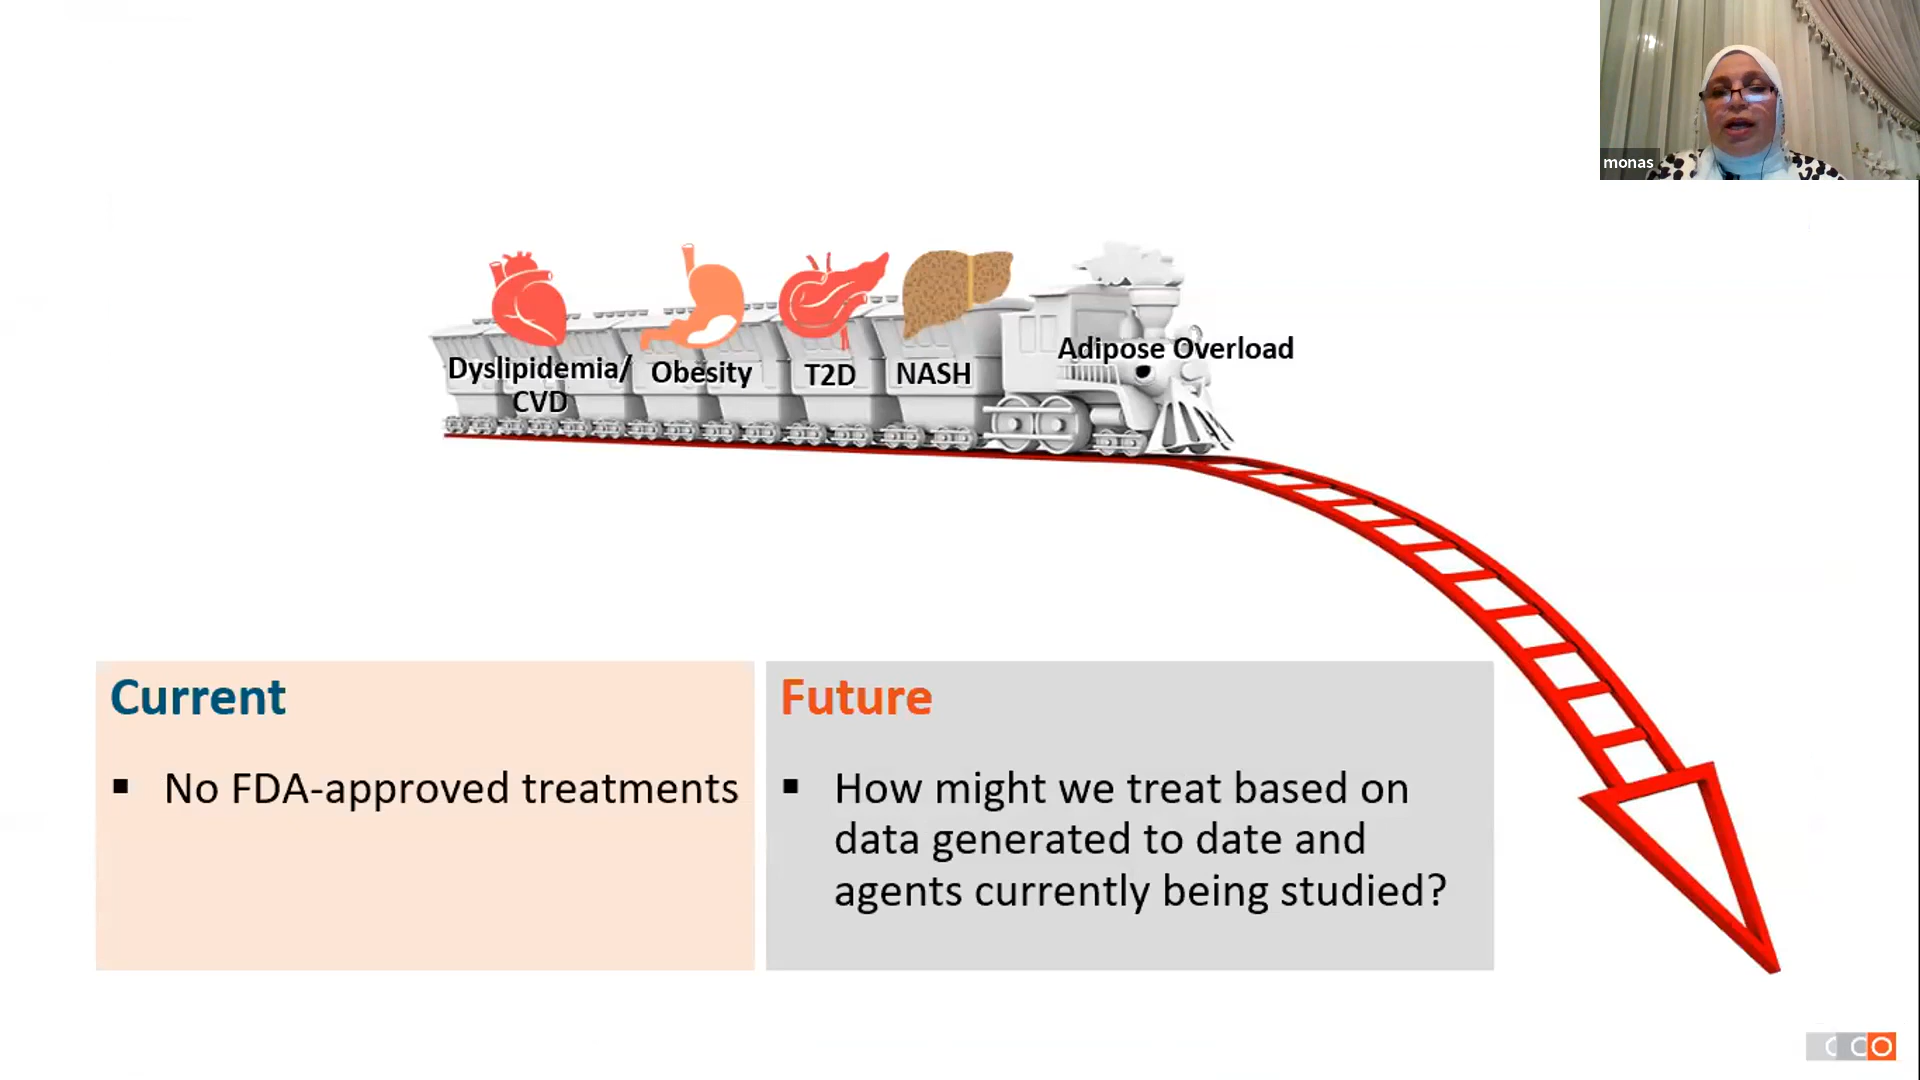 monas
Dyslipidemia/
CVD
Obesity
T2D
NASH
Adipose Overload
Current
▪ No FDA-approved treatments
Future
▪ How might we treat based on
data generated to date and
agents currently being studied?
CCO